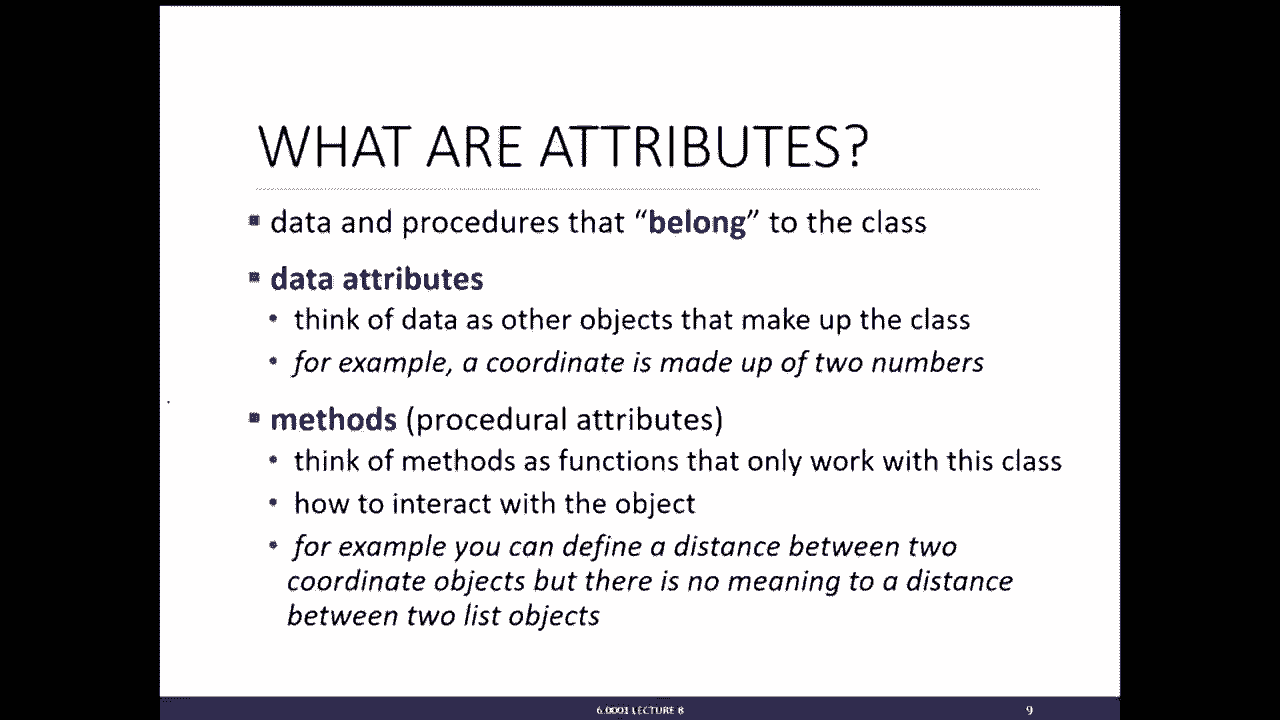 WHAT ARE ATTRIBUTES?
▪ data and procedures that “belong” to the class
▪ data attributes
• think of data as other objects that make up the class
• for example, a coordinate is made up of two numbers
▪ methods (procedural attributes)
• think of methods as functions that only work with this class
• how to interact with the object
• for example you can define a distance between two
coordinate objects but there is no meaning to a distance
between two list objects
6.0001 LECTURE 8
9